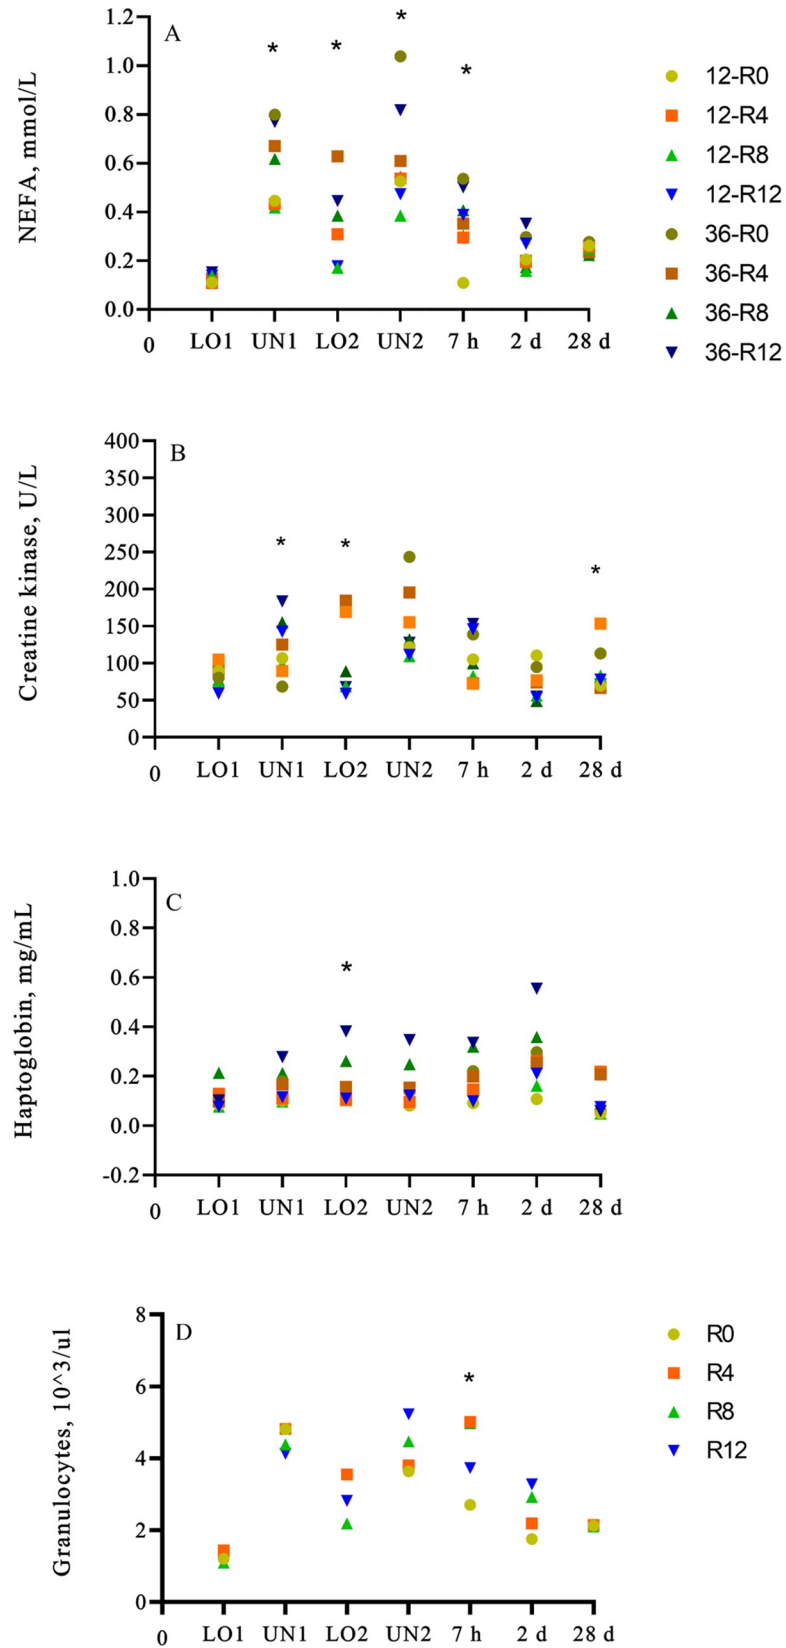 A
NEFA, mmol/L
1.2
1.0
0.8
0.6
0.4
0.2
0.0
0 LO1 UN1 LO2 UN2 7 h 2 d 28 d
* * * *
12-R0
12-R4
12-R8
12-R12
36-R0
36-R4
36-R8
36-R12
B
Creatine kinase, U/L
400
350
300
250
200
150
100
50
0
0 LO1 UN1 LO2 UN2 7 h 2 d 28 d
* * *
C
Haptoglobin, mg/mL
1.0
0.8
0.6
0.4
0.2
0.0
-0.2
0 LO1 UN1 LO2 UN2 7 h 2 d 28 d
*
D
Granulocytes, 10^3/ul
8
6
4
2
0
0 LO1 UN1 LO2 UN2 7 h 2 d 28 d
*
R0
R4
R8
R12